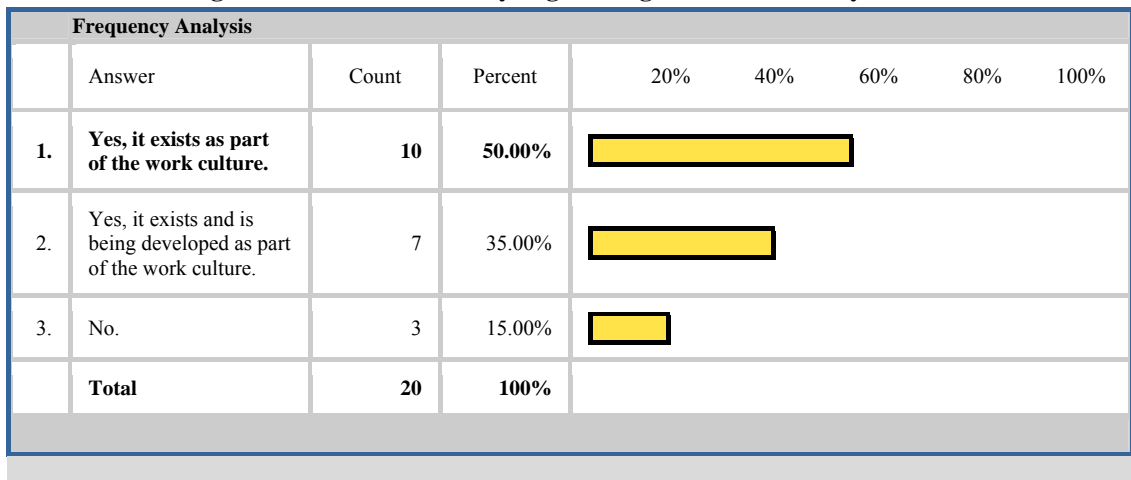 Frequency Analysis
Answer Count Percent 20% 40% 60% 80% 100%
1. Yes, it exists as part
of the work culture. 10 50.00%
2. Yes, it exists and is
being developed as part
of the work culture. 7 35.00%
3. No. 3 15.00%
Total 20 100%